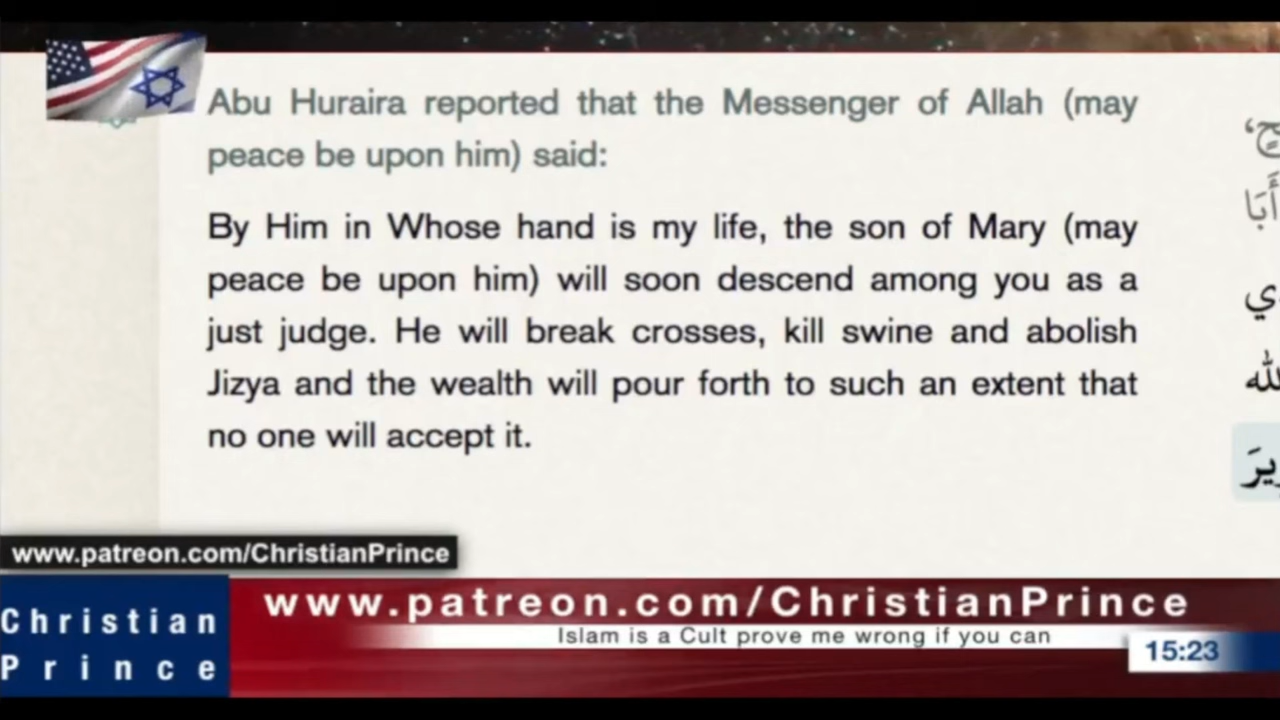 Abu Huraira reported that the Messenger of Allah (may
peace be upon him) said:
By Him in Whose hand is my life, the son of Mary (may
peace be upon him) will soon descend among you as a
just judge. He will break crosses, kill swine and abolish
Jizya and the wealth will pour forth to such an extent that
no one will accept it.
www.patreon.com/ChristianPrince
Christian
Prince
www.patreon.com/ChristianPrince
Islam is a Cult prove me wrong if you can
15:23